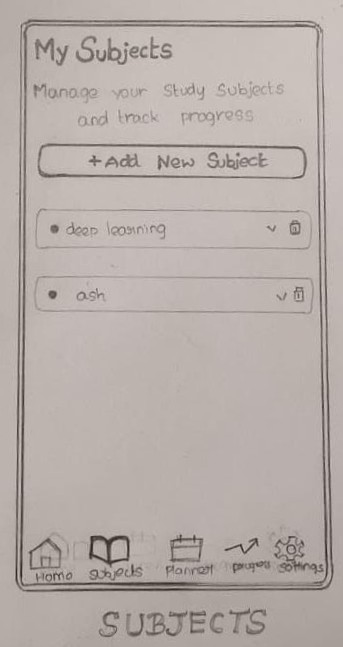 My Subjects
Manage your Study Subjects
and track progress
+ Add New Subject
deep learning
ash
Home Subjects Planner progress Settings
SUBJECTS